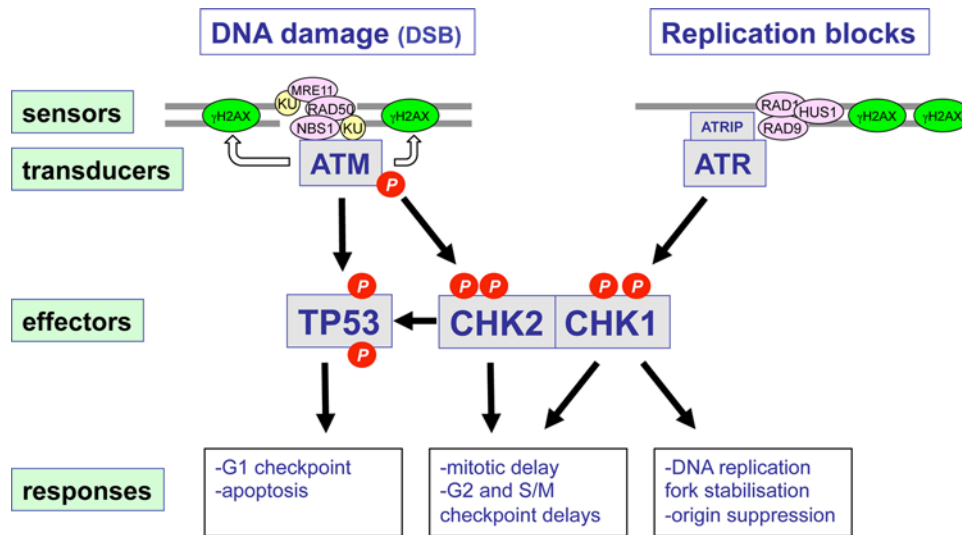 DNA damage (DSB)
Replication blocks
sensors
γH2AX
KU
MRE11
RAD50
NBS1
KU
γH2AX
RAD1
HUS1
RAD9
γH2AX
γH2AX
ATRIP
transducers
ATM
P
ATR
effectors
P
TP53
P
P
P
CHK2
P
P
CHK1
responses
-G1 checkpoint
-apoptosis
-mitotic delay
-G2 and S/M
checkpoint delays
-DNA replication
fork stabilisation
-origin suppression